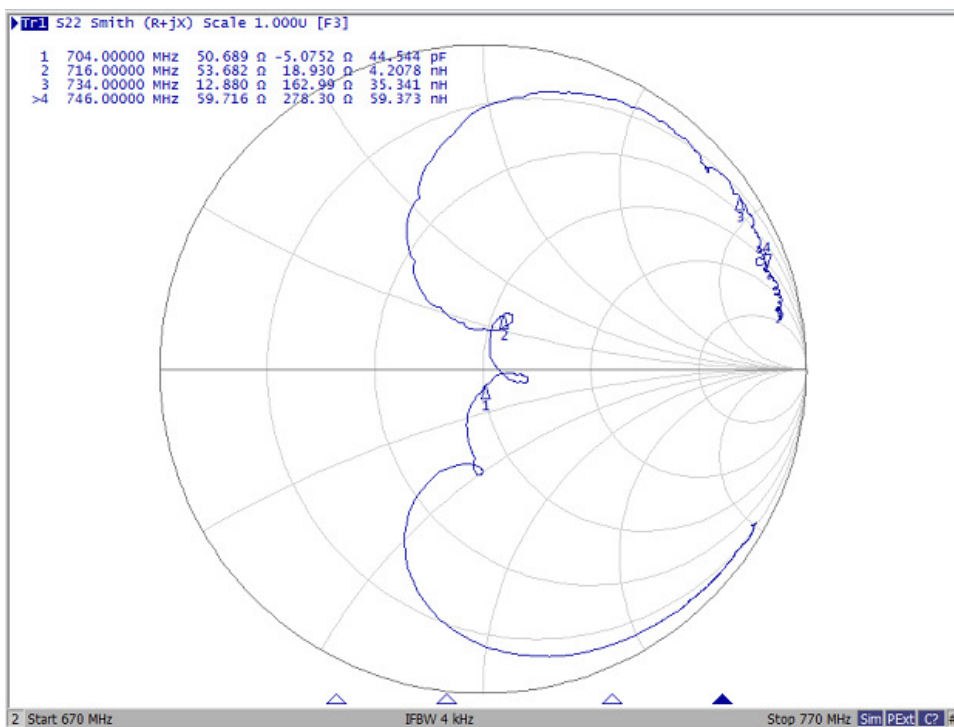 Tr1 S22 Smith (R+jX) Scale 1.000U [F3]
1 704.00000 MHz 50.689 Ω -5.0752 Ω 44.544 pF
2 716.00000 MHz 53.682 Ω 18.930 Ω 4.2078 nH
3 734.00000 MHz 12.880 Ω 162.99 Ω 35.341 nH
>4 746.00000 MHz 59.716 Ω 278.30 Ω 59.373 nH
4
3
2
1
2 Start 670 MHz IFBW 4 kHz Stop 770 MHz Sim PExt C?